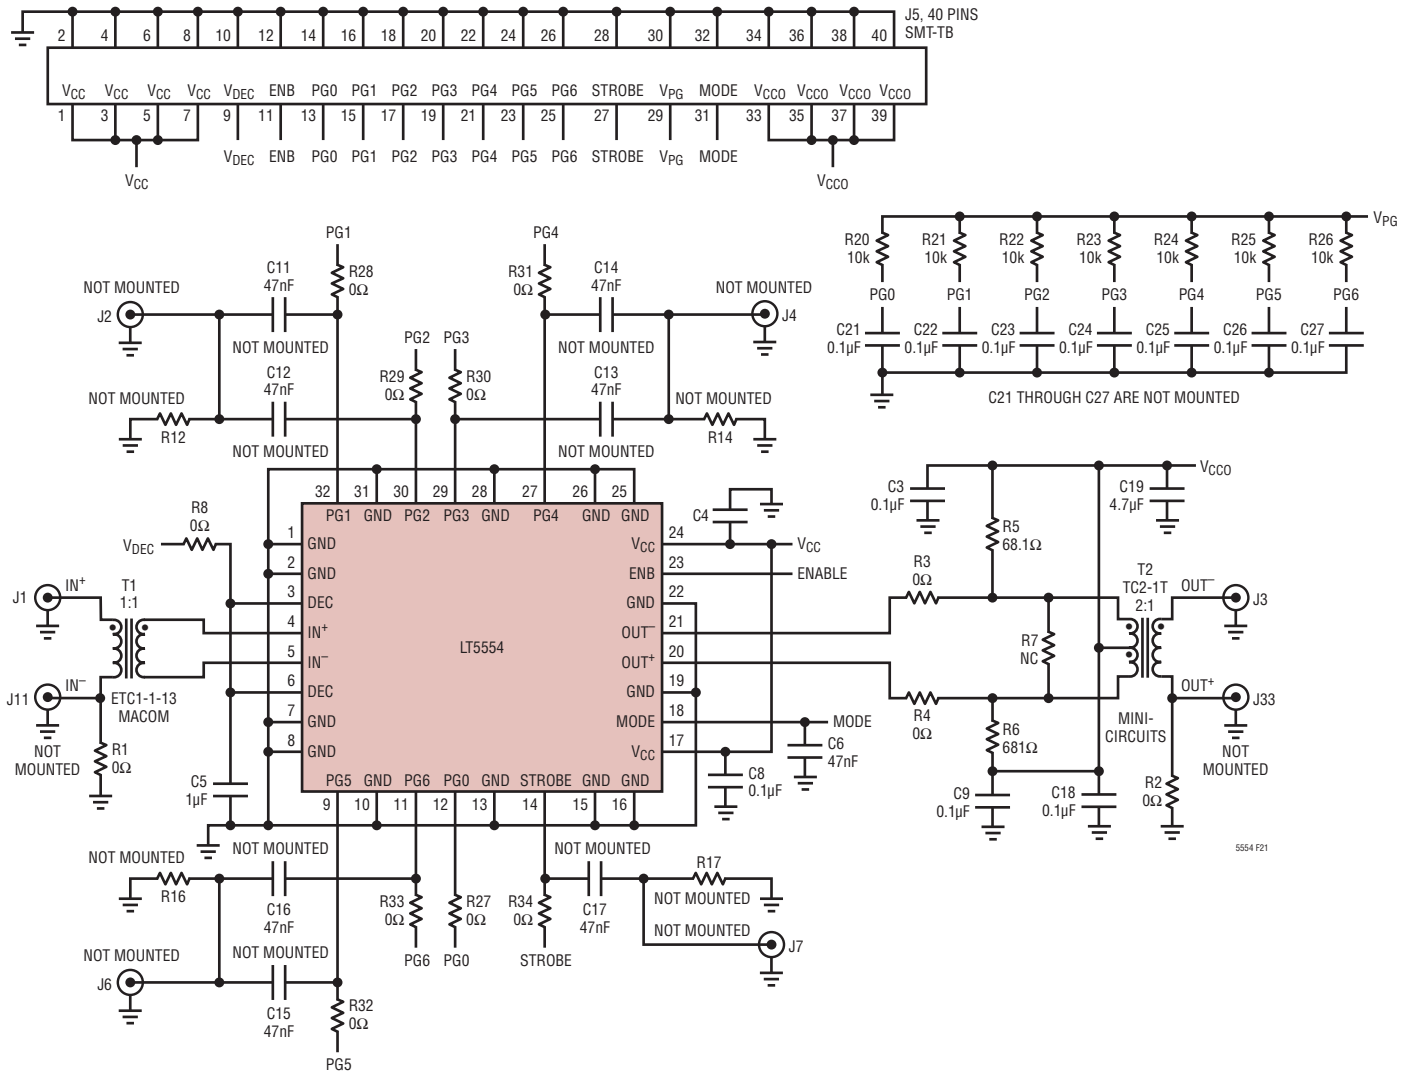 J5, 40 PINS
SMT-TB
2 4 6 8 10 12 14 16 18 20 22 24 26 28 30 32 34 36 38 40
VCC VCC VCC VCC VDEC ENB PG0 PG1 PG2 PG3 PG4 PG5 PG6 STROBE VPG MODE VCCO VCCO VCCO VCCO
1 3 5 7 9 11 13 15 17 19 21 23 25 27 29 31 33 35 37 39
VDEC ENB PG0 PG1 PG2 PG3 PG4 PG5 PG6 STROBE VPG MODE
VCC VCCO
VPG
R20 R21 R22 R23 R24 R25 R26
10k 10k 10k 10k 10k 10k 10k
PG0 PG1 PG2 PG3 PG4 PG5 PG6
C21 C22 C23 C24 C25 C26 C27
0.1µF 0.1µF 0.1µF 0.1µF 0.1µF 0.1µF 0.1µF
C21 THROUGH C27 ARE NOT MOUNTED
PG1
PG4
C11
47nF
R28
0Ω
R31
0Ω
C14
47nF
NOT MOUNTED
J2
NOT MOUNTED
J4
NOT MOUNTED
NOT MOUNTED
PG2 PG3
C12
47nF
R29
0Ω
R30
0Ω
C13
47nF
NOT MOUNTED
R12
NOT MOUNTED
R14
NOT MOUNTED
NOT MOUNTED
32 31 30 29 28 27 26 25
PG1 GND PG2 PG3 GND PG4 GND GND
R8
0Ω
VDEC
C4
1 GND
2 GND
3 DEC
4 IN+
5 IN−
6 DEC
7 GND
8 GND
LT5554
VCC 24 VCC
ENB 23 ENABLE
GND 22
OUT− 21
OUT+ 20
GND 19
MODE 18 MODE
VCC 17
PG5 GND PG6 PG0 GND STROBE GND GND
9 10 11 12 13 14 15 16
J1
IN+
T1
1:1
J11
IN−
ETC1-1-13
MACOM
NOT
MOUNTED
R1
0Ω
C5
1µF
C6
47nF
C8
0.1µF
VCCO
C3
0.1µF
C19
4.7µF
R5
68.1Ω
R3
0Ω
T2
TC2-1T
2:1
OUT−
J3
R7
NC
OUT+
J33
R4
0Ω
R6
681Ω
MINI-
CIRCUITS
NOT
MOUNTED
C9
0.1µF
C18
0.1µF
R2
0Ω
5554 F21
NOT MOUNTED
R16
NOT MOUNTED
C16
47nF
R33
0Ω
R27
0Ω
R34
0Ω
NOT MOUNTED
C17
47nF
R17
NOT MOUNTED
NOT MOUNTED
J7
PG6 PG0 STROBE
NOT MOUNTED
J6
NOT MOUNTED
C15
47nF
R32
0Ω
PG5